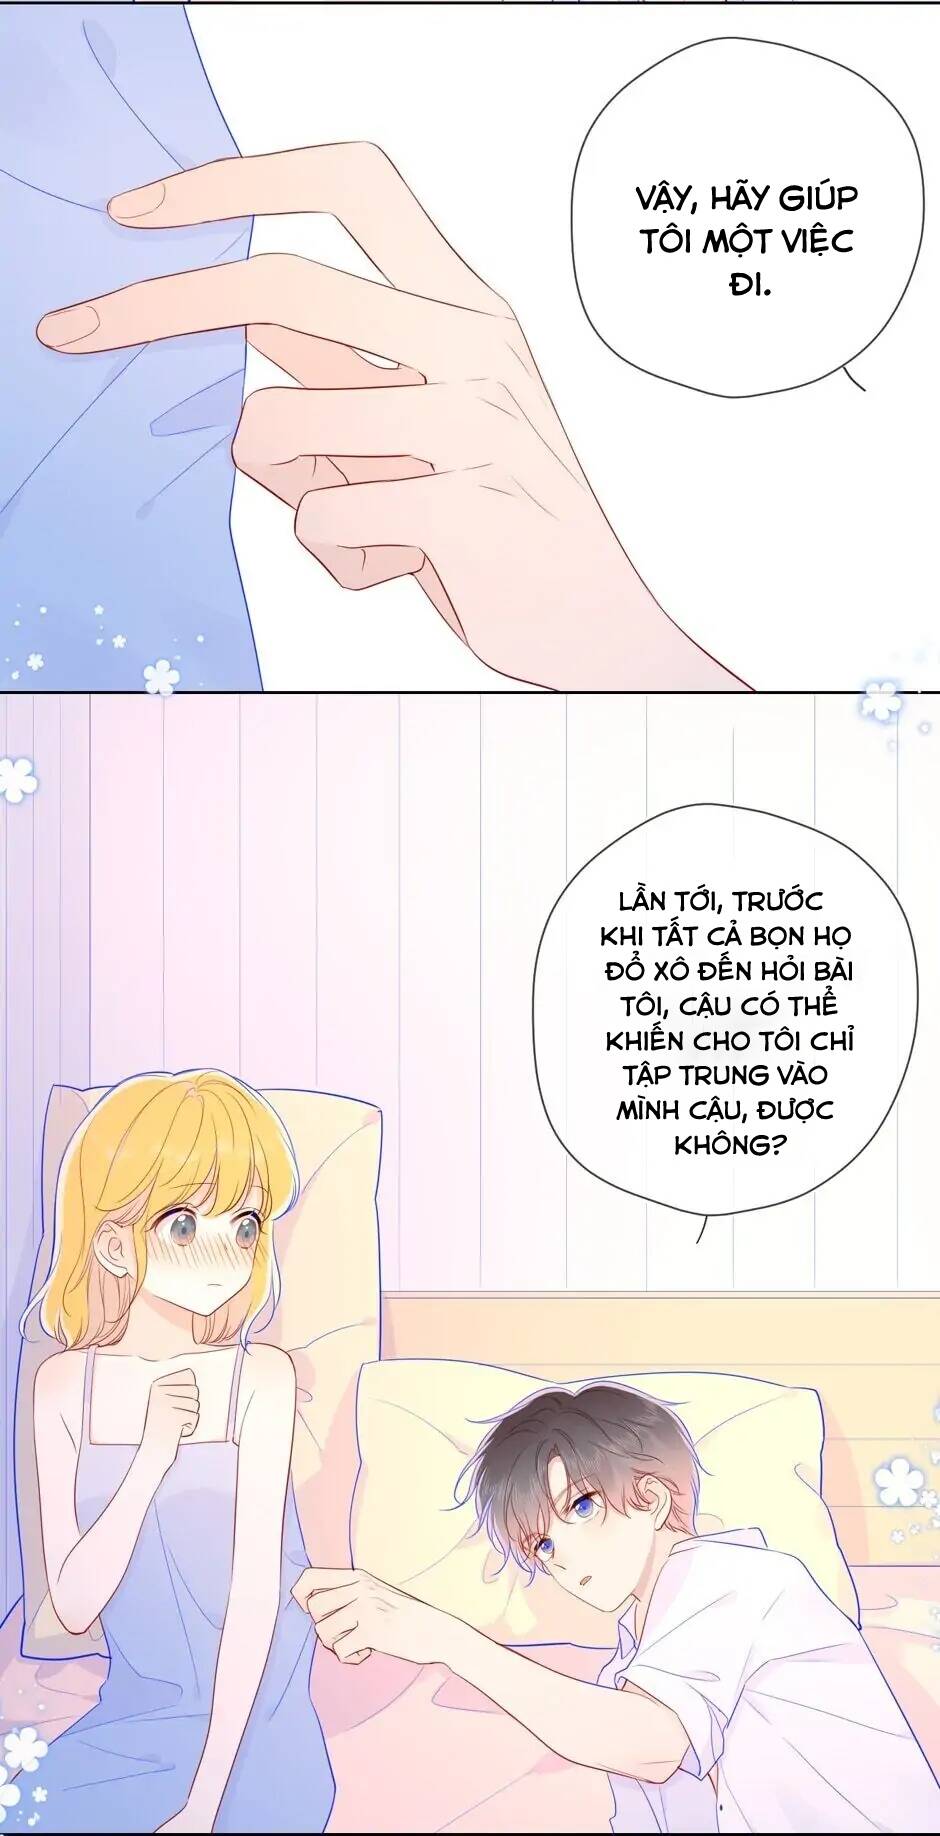 VẬY, HÃY GIÚP
TÔI MỘT VIỆC
ĐI.
LẦN TỚI, TRƯỚC
KHI TẤT CẢ BỌN HỌ
ĐỔ XÔ ĐẾN HỎI BÀI
TÔI, CẬU CÓ THỂ
KHIẾN CHO TÔI CHỈ
TẬP TRUNG VÀO
MÌNH CẬU, ĐƯỢC
KHÔNG?